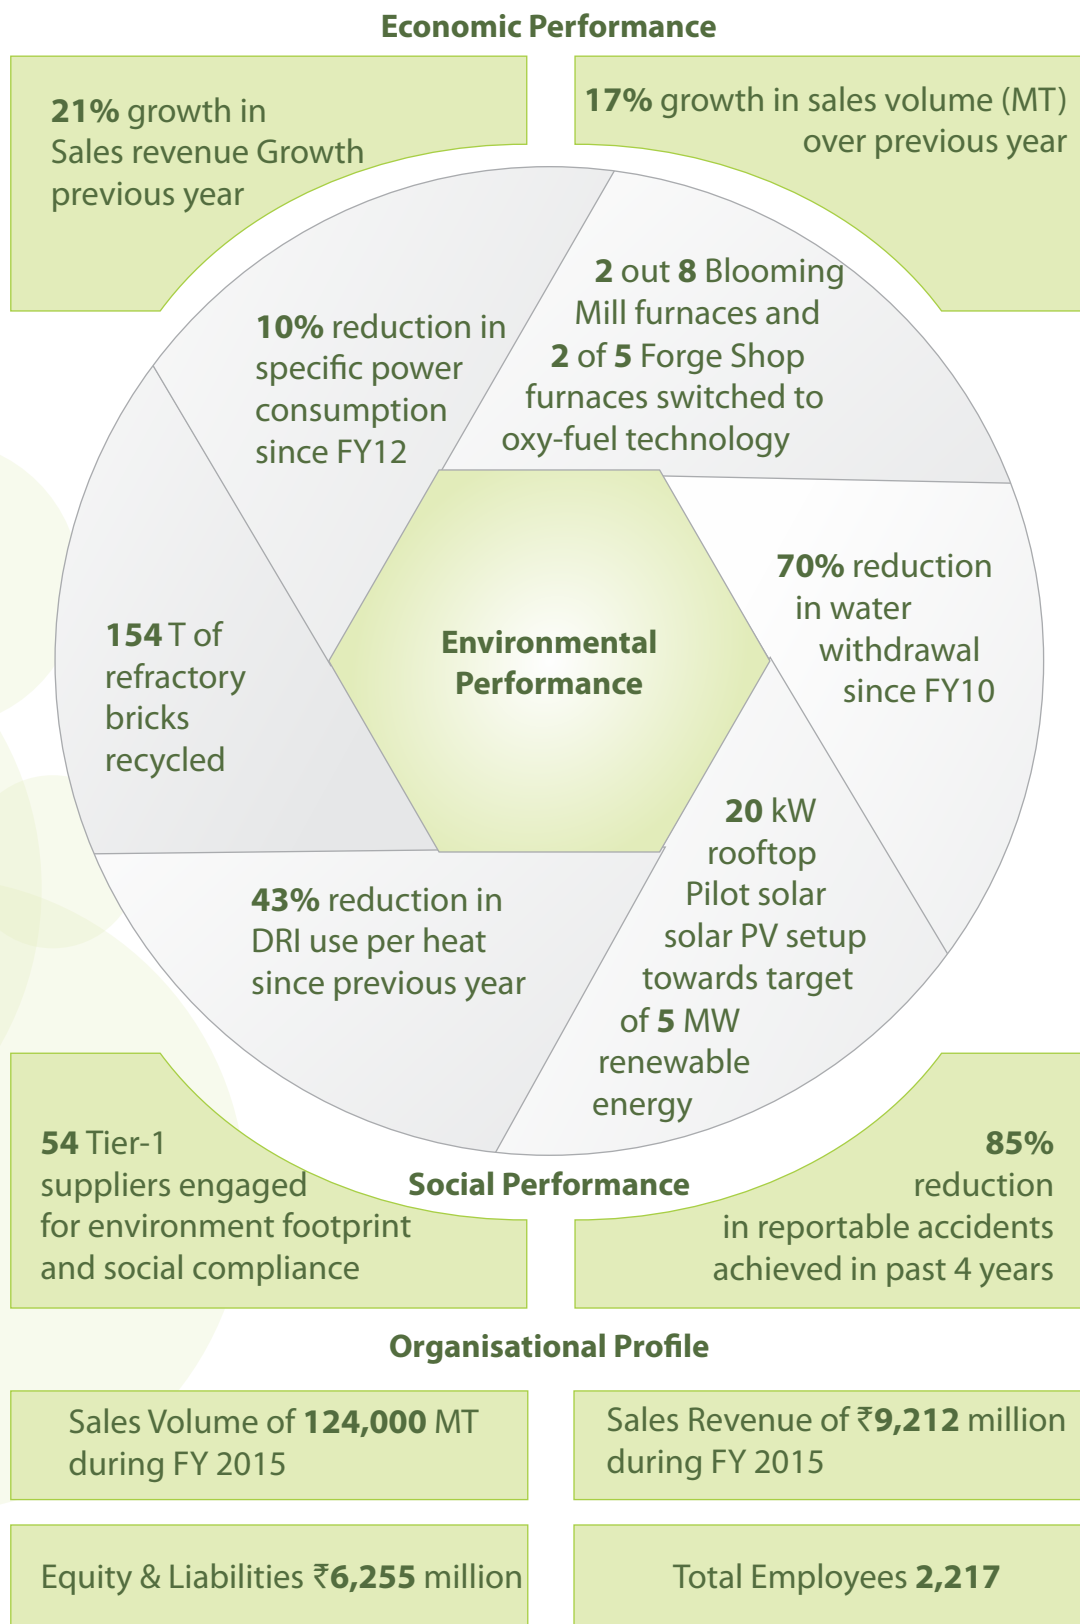 Economic Performance
21% growth in
Sales revenue Growth
previous year
17% growth in sales volume (MT)
over previous year
10% reduction in
specific power
consumption
since FY12
2 out 8 Blooming
Mill furnaces and
2 of 5 Forge Shop
furnaces switched to
oxy-fuel technology
70% reduction
in water
withdrawal
since FY10
Environmental
Performance
154 T of
refractory
bricks
recycled
43% reduction in
DRI use per heat
since previous year
20 kW
rooftop
Pilot solar
solar PV setup
towards target
of 5 MW
renewable
energy
Social Performance
54 Tier-1
suppliers engaged
for environment footprint
and social compliance
85%
reduction
in reportable accidents
achieved in past 4 years
Organisational Profile
Sales Volume of 124,000 MT
during FY 2015
Sales Revenue of ₹9,212 million
during FY 2015
Equity & Liabilities ₹6,255 million
Total Employees 2,217